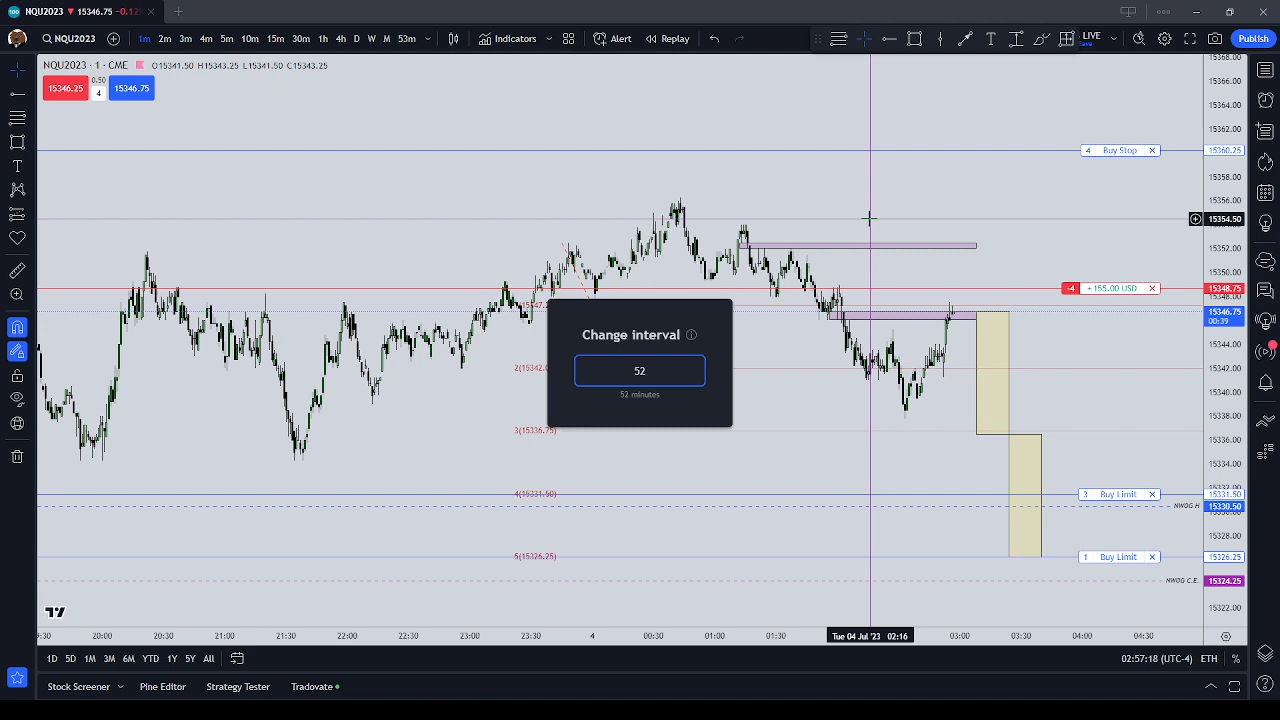 NQU2023 ▼ 15346.75 −0.12%
NQU2023 1m 2m 3m 4m 5m 10m 15m 30m 1h 4h D W M 53m Indicators Alert Replay LIVE Save Publish
NQU2023 · 1 · CME O15341.50 H15343.25 L15341.50 C15343.25
15346.25 0.50 4 15346.75
15368.00
15366.00
15364.00
15362.00
4 Buy Stop 15360.25
15358.00
15356.00
15354.50
15352.00
15350.00
-4 +155.00 USD 15348.75
15348.00
15346.75
00:39
15344.00
2(15342.0 15342.00
15340.00
15338.00
3(15336.75) 15336.00
15334.00
15332.00
4(15331.50) 3 Buy Limit 15331.50
NWOG H 15330.50
15328.00
5(15326.25) 1 Buy Limit 15326.25
NWOG C.E. 15324.25
15322.00
Change interval
52
52 minutes
20:00 20:30 21:00 21:30 22:00 22:30 23:00 23:30 4 00:30 01:00 01:30 Tue 04 Jul '23 02:16 03:00 03:30 04:00 04:30
1D 5D 1M 3M 6M YTD 1Y 5Y All 02:57:18 (UTC-4) ETH %
Stock Screener Pine Editor Strategy Tester Tradovate